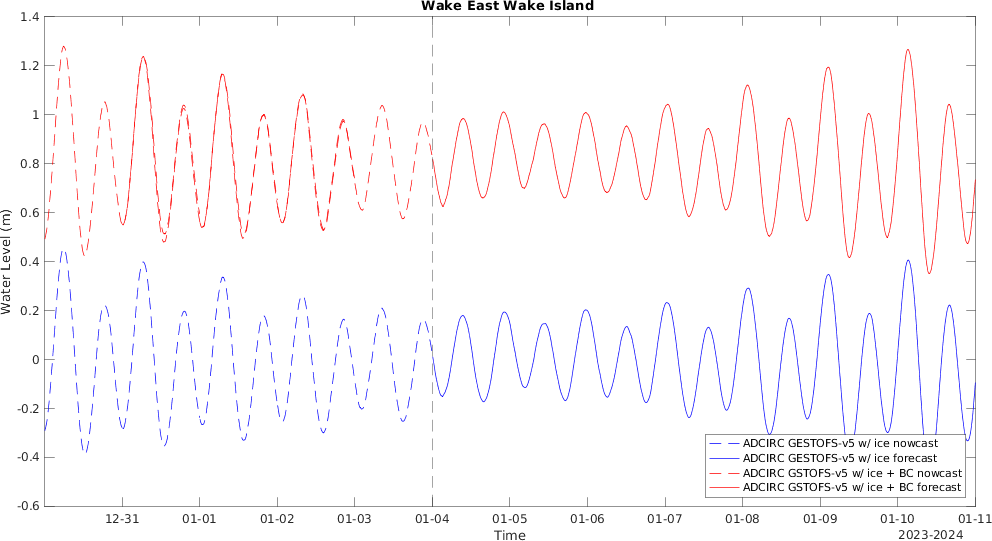 Wake East Wake Island
1.4
1.2
1
0.8
0.6
0.4
0.2
0
-0.2
-0.4
-0.6
Water Level (m)
ADCIRC GESTOFS-v5 w/ ice nowcast
ADCIRC GESTOFS-v5 w/ ice forecast
ADCIRC GSTOFS-v5 w/ ice + BC nowcast
ADCIRC GSTOFS-v5 w/ ice + BC forecast
12-31 01-01 01-02 01-03 01-04 01-05 01-06 01-07 01-08 01-09 01-10 01-11
Time
2023-2024